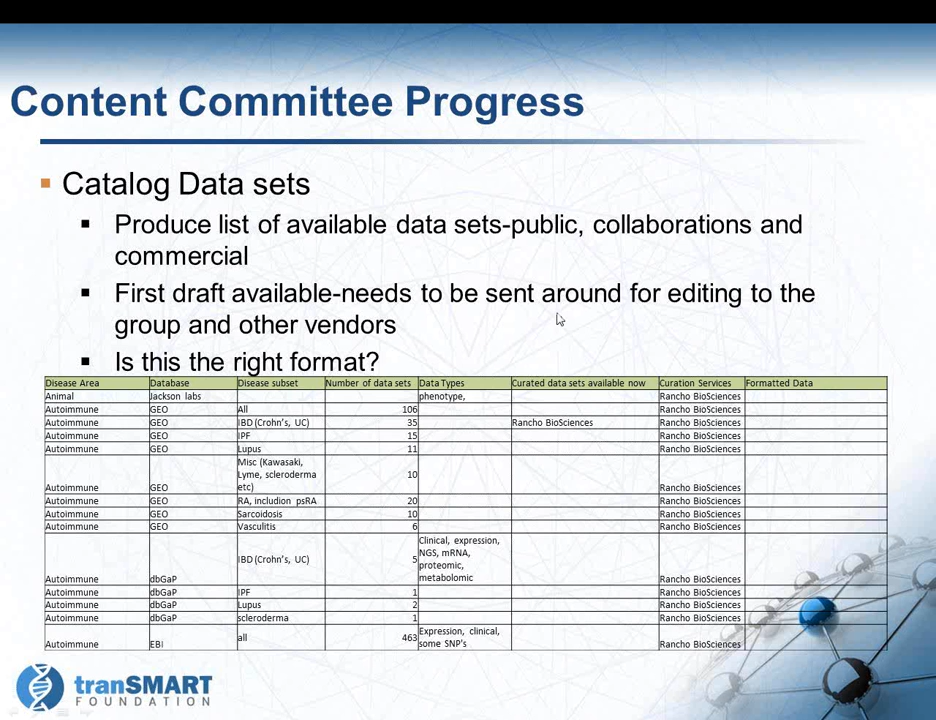 Content Committee Progress
Catalog Data sets
Produce list of available data sets-public, collaborations and
commercial
First draft available-needs to be sent around for editing to the
group and other vendors
Is this the right format?
Disease Area Database Disease subset Number of data sets Data Types Curated data sets available now Curation Services Formatted Data
Animal Jackson labs phenotype, Rancho BioSciences
Autoimmune GEO All 106 Rancho BioSciences
Autoimmune GEO IBD (Crohn's, UC) 35 Rancho BioSciences Rancho BioSciences
Autoimmune GEO IPF 15 Rancho BioSciences
Autoimmune GEO Lupus 11 Rancho BioSciences
Misc (Kawasaki,
Lyme, scleroderma 10
etc)
Autoimmune GEO Rancho BioSciences
Autoimmune GEO RA, includion psRA 20 Rancho BioSciences
Autoimmune GEO Sarcoidosis 10 Rancho BioSciences
Autoimmune GEO Vasculitis 6 Rancho BioSciences
Clinical, expression,
NGS, mRNA,
IBD (Crohn's, UC) 5 proteomic,
metabolomic
Autoimmune dbGaP Rancho BioSciences
Autoimmune dbGaP IPF 1 Rancho BioSciences
Autoimmune dbGaP Lupus 2 Rancho BioSciences
Autoimmune dbGaP scleroderma 1 Rancho BioSciences
all 463 Expression, clinical,
Autoimmune EBI some SNP's Rancho BioSciences
tranSMART
FOUNDATION